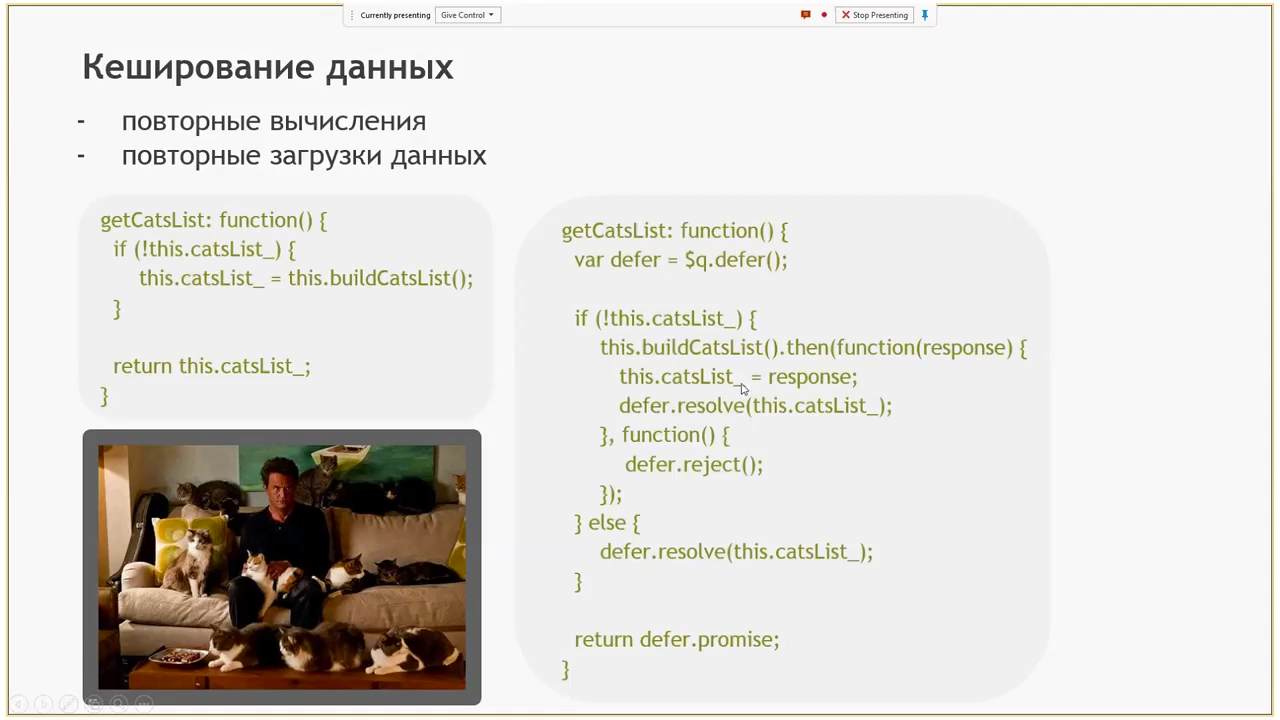 Currently presenting
Give Control
Stop Presenting
Кеширование данных
- повторные вычисления
- повторные загрузки данных
getCatsList: function() {
if (!this.catsList_) {
this.catsList_ = this.buildCatsList();
}
return this.catsList_;
}
getCatsList: function() {
var defer = $q.defer();
if (!this.catsList_) {
this.buildCatsList().then(function(response) {
this.catsList_ = response;
defer.resolve(this.catsList_);
}, function() {
defer.reject();
});
} else {
defer.resolve(this.catsList_);
}
return defer.promise;
}